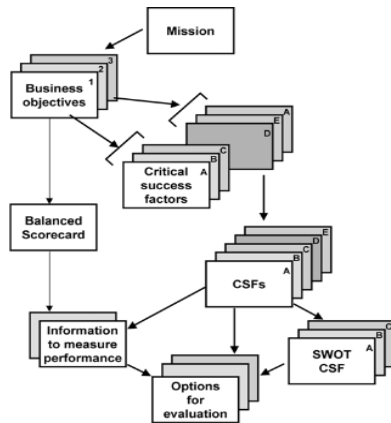 Mission
3
2
1
Business
objectives
A
E
D
C
B
A
Critical
success
factors
Balanced
Scorecard
E
D
C
B
A
CSFs
Information
to measure
performance
C
B
A
SWOT
CSF
Options
for
evaluation